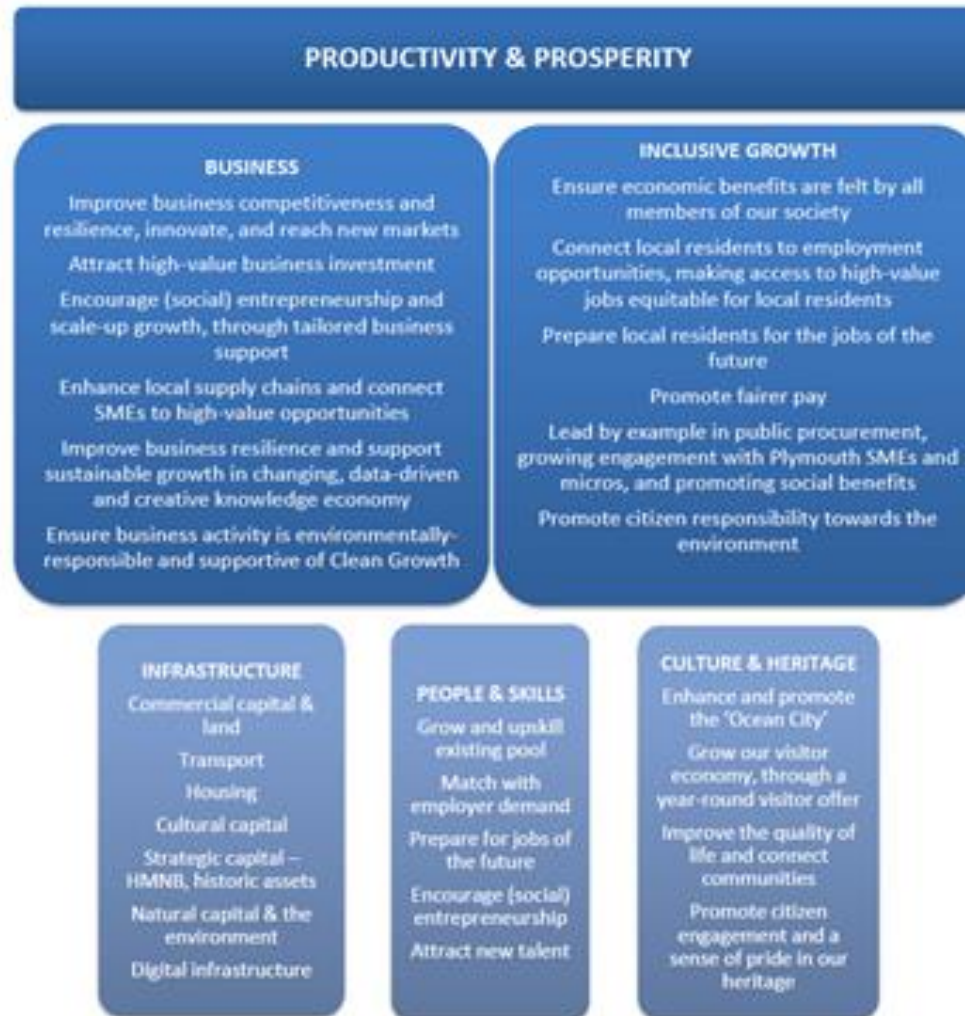 PRODUCTIVITY & PROSPERITY
BUSINESS
Improve business competitiveness and
resilience, innovate, and reach new markets
Attract high-value business investment
Encourage (social) entrepreneurship and
scale-up growth, through tailored business
support
Enhance local supply chains and connect
SMEs to high-value opportunities
Improve business resilience and support
sustainable growth in changing, data-driven
and creative knowledge economy
Ensure business activity is environmentally-
responsible and supportive of Clean Growth
INCLUSIVE GROWTH
Ensure economic benefits are felt by all
members of our society
Connect local residents to employment
opportunities, making access to high-value
jobs equitable for local residents
Prepare local residents for the jobs of the
future
Promote fairer pay
Lead by example in public procurement,
growing engagement with Plymouth SMEs and
micros, and promoting social benefits
Promote citizen responsibility towards the
environment
INFRASTRUCTURE
Commercial capital &
land
Transport
Housing
Cultural capital
Strategic capital –
HMNB, historic assets
Natural capital & the
environment
Digital infrastructure
PEOPLE & SKILLS
Grow and upskill
existing pool
Match with
employer demand
Prepare for jobs of
the future
Encourage (social)
entrepreneurship
Attract new talent
CULTURE & HERITAGE
Enhance and promote
the 'Ocean City'
Grow our visitor
economy, through a
year-round visitor offer
Improve the quality of
life and connect
communities
Promote citizen
engagement and a
sense of pride in our
heritage